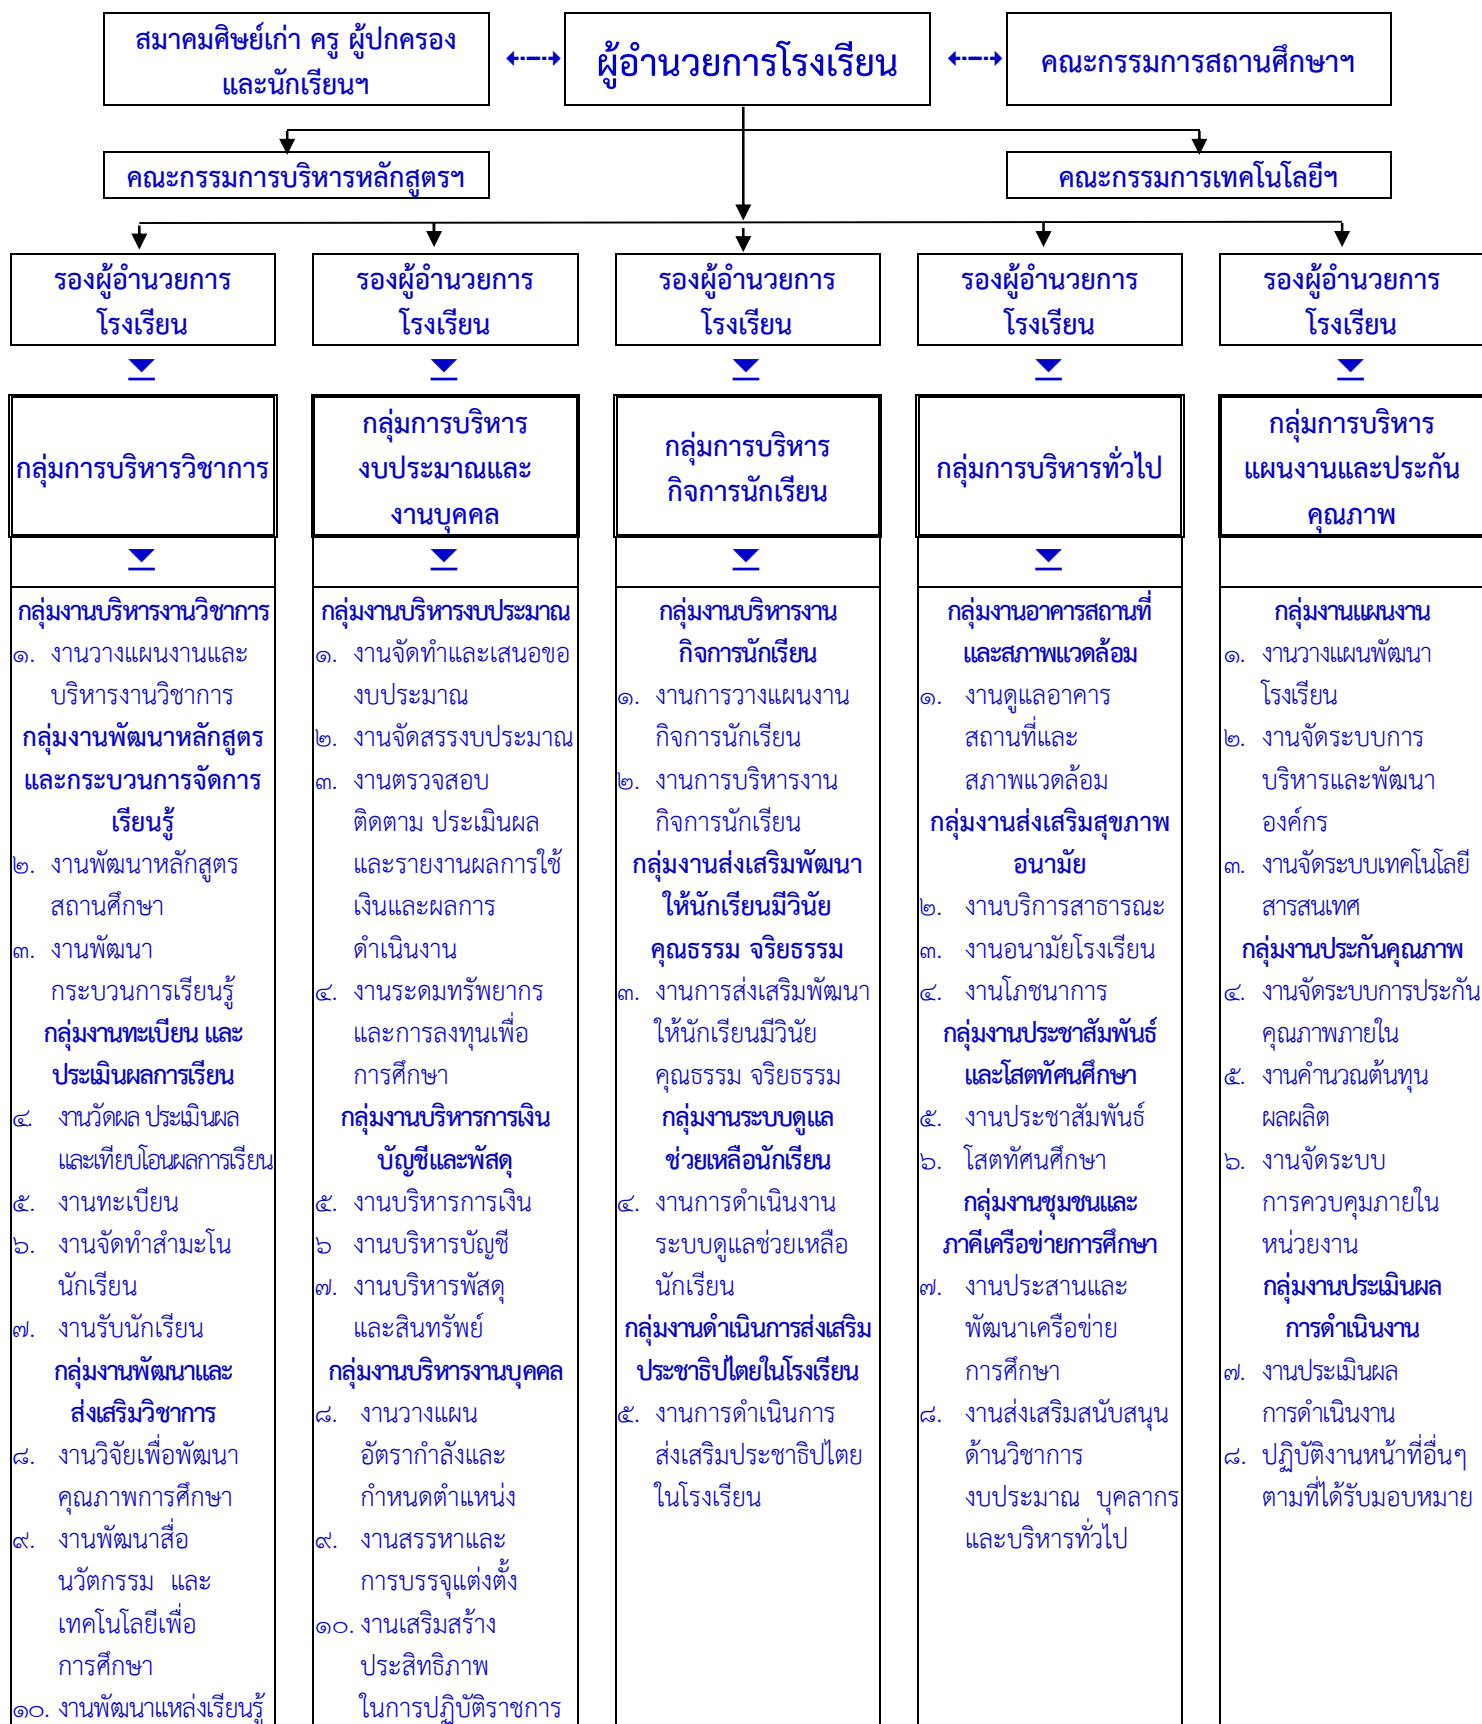 สมาคมศิษย์เก่า ครู ผู้ปกครอง
และนักเรียนฯ
ผู้อำนวยการโรงเรียน
คณะกรรมการสถานศึกษาฯ
คณะกรรมการบริหารหลักสูตรฯ
คณะกรรมการเทคโนโลยีฯ
รองผู้อำนวยการ
โรงเรียน
รองผู้อำนวยการ
โรงเรียน
รองผู้อำนวยการ
โรงเรียน
รองผู้อำนวยการ
โรงเรียน
รองผู้อำนวยการ
โรงเรียน
กลุ่มการบริหารวิชาการ
กลุ่มการบริหาร
งบประมาณและ
งานบุคคล
กลุ่มการบริหาร
กิจการนักเรียน
กลุ่มการบริหารทั่วไป
กลุ่มการบริหาร
แผนงานและประกัน
คุณภาพ
กลุ่มงานบริหารงานวิชาการ
๑. งานวางแผนงานและ
บริหารงานวิชาการ
กลุ่มงานพัฒนาหลักสูตร
และกระบวนการจัดการ
เรียนรู้
๒. งานพัฒนาหลักสูตร
สถานศึกษา
๓. งานพัฒนา
กระบวนการเรียนรู้
กลุ่มงานทะเบียน และ
ประเมินผลการเรียน
๔. งานวัดผล ประเมินผล
และเทียบโอนผลการเรียน
๕. งานทะเบียน
๖. งานจัดทำสำมะโน
นักเรียน
๗. งานรับนักเรียน
กลุ่มงานพัฒนาและ
ส่งเสริมวิชาการ
๘. งานวิจัยเพื่อพัฒนา
คุณภาพการศึกษา
๙. งานพัฒนาสื่อ
นวัตกรรม และ
เทคโนโลยีเพื่อ
การศึกษา
๑๐. งานพัฒนาแหล่งเรียนรู้
กลุ่มงานบริหารงบประมาณ
๑. งานจัดทำและเสนอขอ
งบประมาณ
๒. งานจัดสรรงบประมาณ
๓. งานตรวจสอบ
ติดตาม ประเมินผล
และรายงานผลการใช้
เงินและผลการ
ดำเนินงาน
๔. งานระดมทรัพยากร
และการลงทุนเพื่อ
การศึกษา
กลุ่มงานบริหารการเงิน
บัญชีและพัสดุ
๕. งานบริหารการเงิน
๖ งานบริหารบัญชี
๗. งานบริหารพัสดุ
และสินทรัพย์
กลุ่มงานบริหารงานบุคคล
๘. งานวางแผน
อัตรากำลังและ
กำหนดตำแหน่ง
๙. งานสรรหาและ
การบรรจุแต่งตั้ง
๑๐. งานเสริมสร้าง
ประสิทธิภาพ
ในการปฏิบัติราชการ
กลุ่มงานบริหารงาน
กิจการนักเรียน
๑. งานการวางแผนงาน
กิจการนักเรียน
๒. งานการบริหารงาน
กิจการนักเรียน
กลุ่มงานส่งเสริมพัฒนา
ให้นักเรียนมีวินัย
คุณธรรม จริยธรรม
๓. งานการส่งเสริมพัฒนา
ให้นักเรียนมีวินัย
คุณธรรม จริยธรรม
กลุ่มงานระบบดูแล
ช่วยเหลือนักเรียน
๔. งานการดำเนินงาน
ระบบดูแลช่วยเหลือ
นักเรียน
กลุ่มงานดำเนินการส่งเสริม
ประชาธิปไตยในโรงเรียน
๕. งานการดำเนินการ
ส่งเสริมประชาธิปไตย
ในโรงเรียน
กลุ่มงานอาคารสถานที่
และสภาพแวดล้อม
๑. งานดูแลอาคาร
สถานที่และ
สภาพแวดล้อม
กลุ่มงานส่งเสริมสุขภาพ
อนามัย
๒. งานบริการสาธารณะ
๓. งานอนามัยโรงเรียน
๔. งานโภชนาการ
กลุ่มงานประชาสัมพันธ์
และโสตทัศนศึกษา
๕. งานประชาสัมพันธ์
๖. โสตทัศนศึกษา
กลุ่มงานชุมชนและ
ภาคีเครือข่ายการศึกษา
๗. งานประสานและ
พัฒนาเครือข่าย
การศึกษา
๘. งานส่งเสริมสนับสนุน
ด้านวิชาการ
งบประมาณ บุคลากร
และบริหารทั่วไป
กลุ่มงานแผนงาน
๑. งานวางแผนพัฒนา
โรงเรียน
๒. งานจัดระบบการ
บริหารและพัฒนา
องค์กร
๓. งานจัดระบบเทคโนโลยี
สารสนเทศ
กลุ่มงานประกันคุณภาพ
๔. งานจัดระบบการประกัน
คุณภาพภายใน
๕. งานคำนวณต้นทุน
ผลผลิต
๖. งานจัดระบบ
การควบคุมภายใน
หน่วยงาน
กลุ่มงานประเมินผล
การดำเนินงาน
๗. งานประเมินผล
การดำเนินงาน
๘. ปฏิบัติงานหน้าที่อื่นๆ
ตามที่ได้รับมอบหมาย